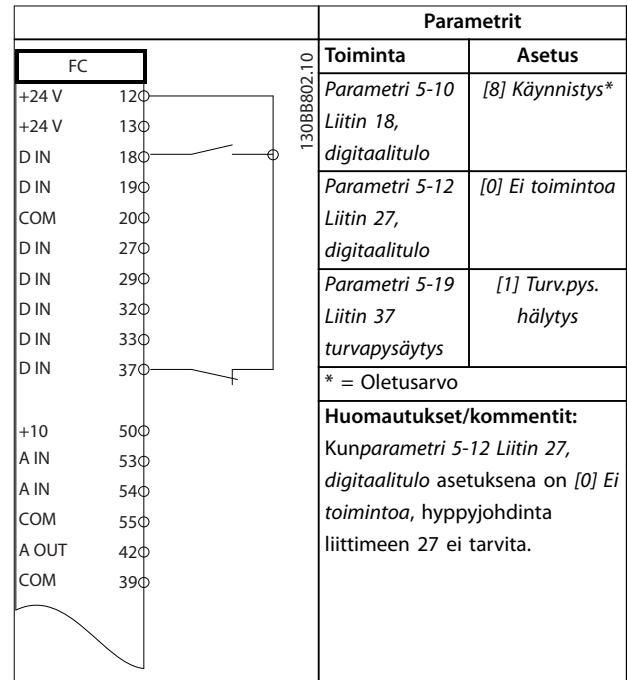 FC
+24 V 12
+24 V 13
D IN 18
D IN 19
COM 20
D IN 27
D IN 29
D IN 32
D IN 33
D IN 37
+10 50
A IN 53
A IN 54
COM 55
A OUT 42
COM 39
130BB802.10
Parametrit
Toiminta Asetus
Parametri 5-10 [8] Käynnistys*
Liitin 18,
digitaalitulo
Parametri 5-12 [0] Ei toimintoa
Liitin 27,
digitaalitulo
Parametri 5-19 [1] Turv.pys.
Liitin 37 hälytys
turvapysäytys
* = Oletusarvo
Huomautukset/kommentit:
Kunparametri 5-12 Liitin 27,
digitaalitulo asetuksena on [0] Ei
toimintoa, hyppyjohdinta
liittimeen 27 ei tarvita.